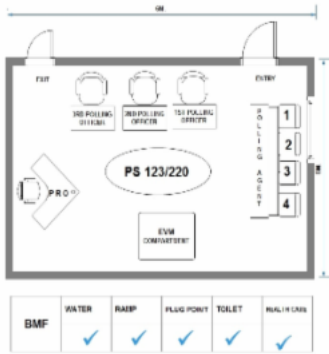 6M
EXIT
ENTRY
3RD POLLING
OFFICER
2ND POLLING
OFFICER
1ST POLLING
OFFICER
POLLING AGENT
1
2
3
4
PRO
PS 123/220
EVM
COMPARTMENT
BMF
WATER
RAMP
PLUG POINT
TOILET
HEALTH CARE